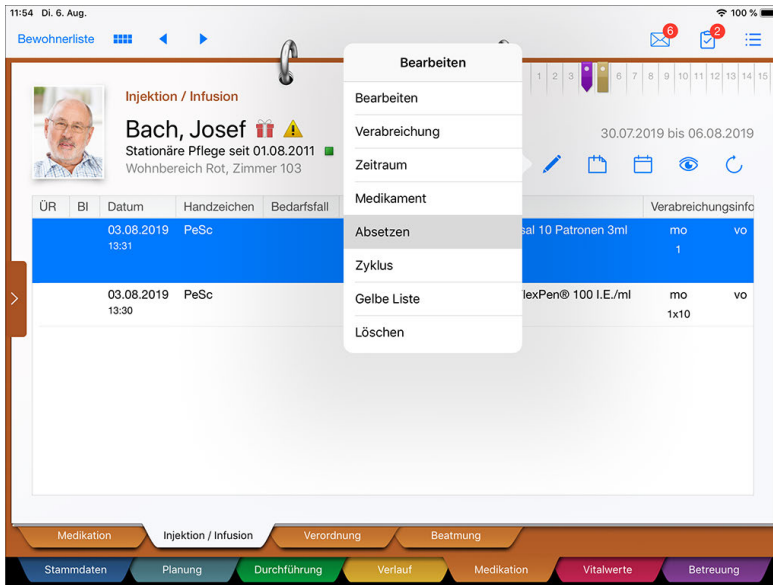 11:54 Di. 6. Aug. 100 %
Bewohnerliste 6 2
Bearbeiten
1 2 3 6 7 8 9 10 11 12 13 14 15
Injektion / Infusion
Bach, Josef
Stationäre Pflege seit 01.08.2011
Wohnbereich Rot, Zimmer 103
30.07.2019 bis 06.08.2019
Bearbeiten
Verabreichung
Zeitraum
Medikament
Absetzen
Zyklus
Gelbe Liste
Löschen
ÜR BI Datum Handzeichen Bedarfsfall Verabreichungsinfo
03.08.2019 PeSc sal 10 Patronen 3ml mo vo
13:31 1
03.08.2019 PeSc lexPen® 100 I.E./ml mo vo
13:30 1x10
Medikation Injektion / Infusion Verordnung Beatmung
Stammdaten Planung Durchführung Verlauf Medikation Vitalwerte Betreuung